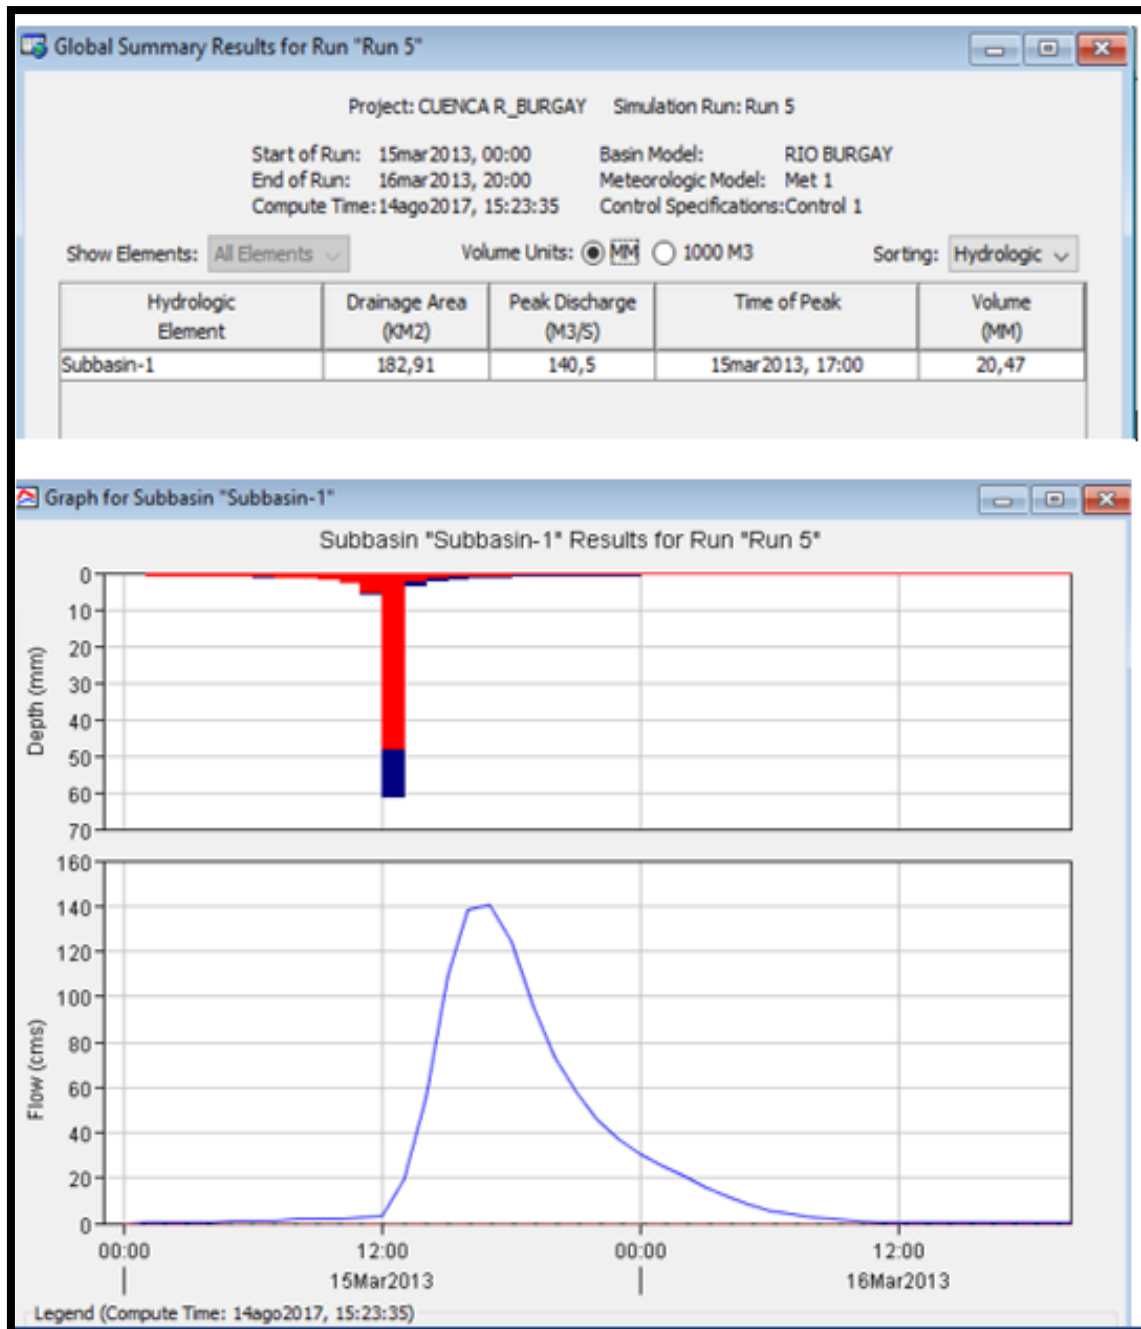 Global Summary Results for Run "Run 5"
Project: CUENCA R_BURGAY Simulation Run: Run 5
Start of Run: 15mar2013, 00:00 Basin Model: RIO BURGAY
End of Run: 16mar2013, 20:00 Meteorologic Model: Met 1
Compute Time:14ago2017, 15:23:35 Control Specifications:Control 1
Show Elements: All Elements Volume Units: MM 1000 M3 Sorting: Hydrologic
Hydrologic Drainage Area Peak Discharge Time of Peak Volume
Element (KM2) (M3/S) (MM)
Subbasin-1 182,91 140,5 15mar2013, 17:00 20,47
Graph for Subbasin "Subbasin-1"
Subbasin "Subbasin-1" Results for Run "Run 5"
Depth (mm)
0
10
20
30
40
50
60
70
Flow (cms)
160
140
120
100
80
60
40
20
0
00:00 12:00 00:00 12:00
15Mar2013 16Mar2013
Legend (Compute Time: 14ago2017, 15:23:35)